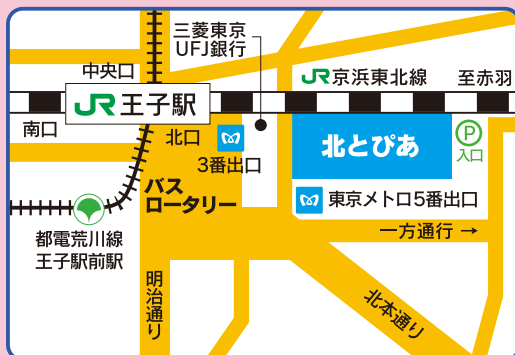 三菱東京
UFJ銀行
中央口
JR京浜東北線
至赤羽
JR王子駅
南口
北口
3番出口
北とぴあ
P
入口
バス
ロータリー
東京メトロ5番出口
一方通行 →
都電荒川線
王子駅前駅
明治通り
北本通り